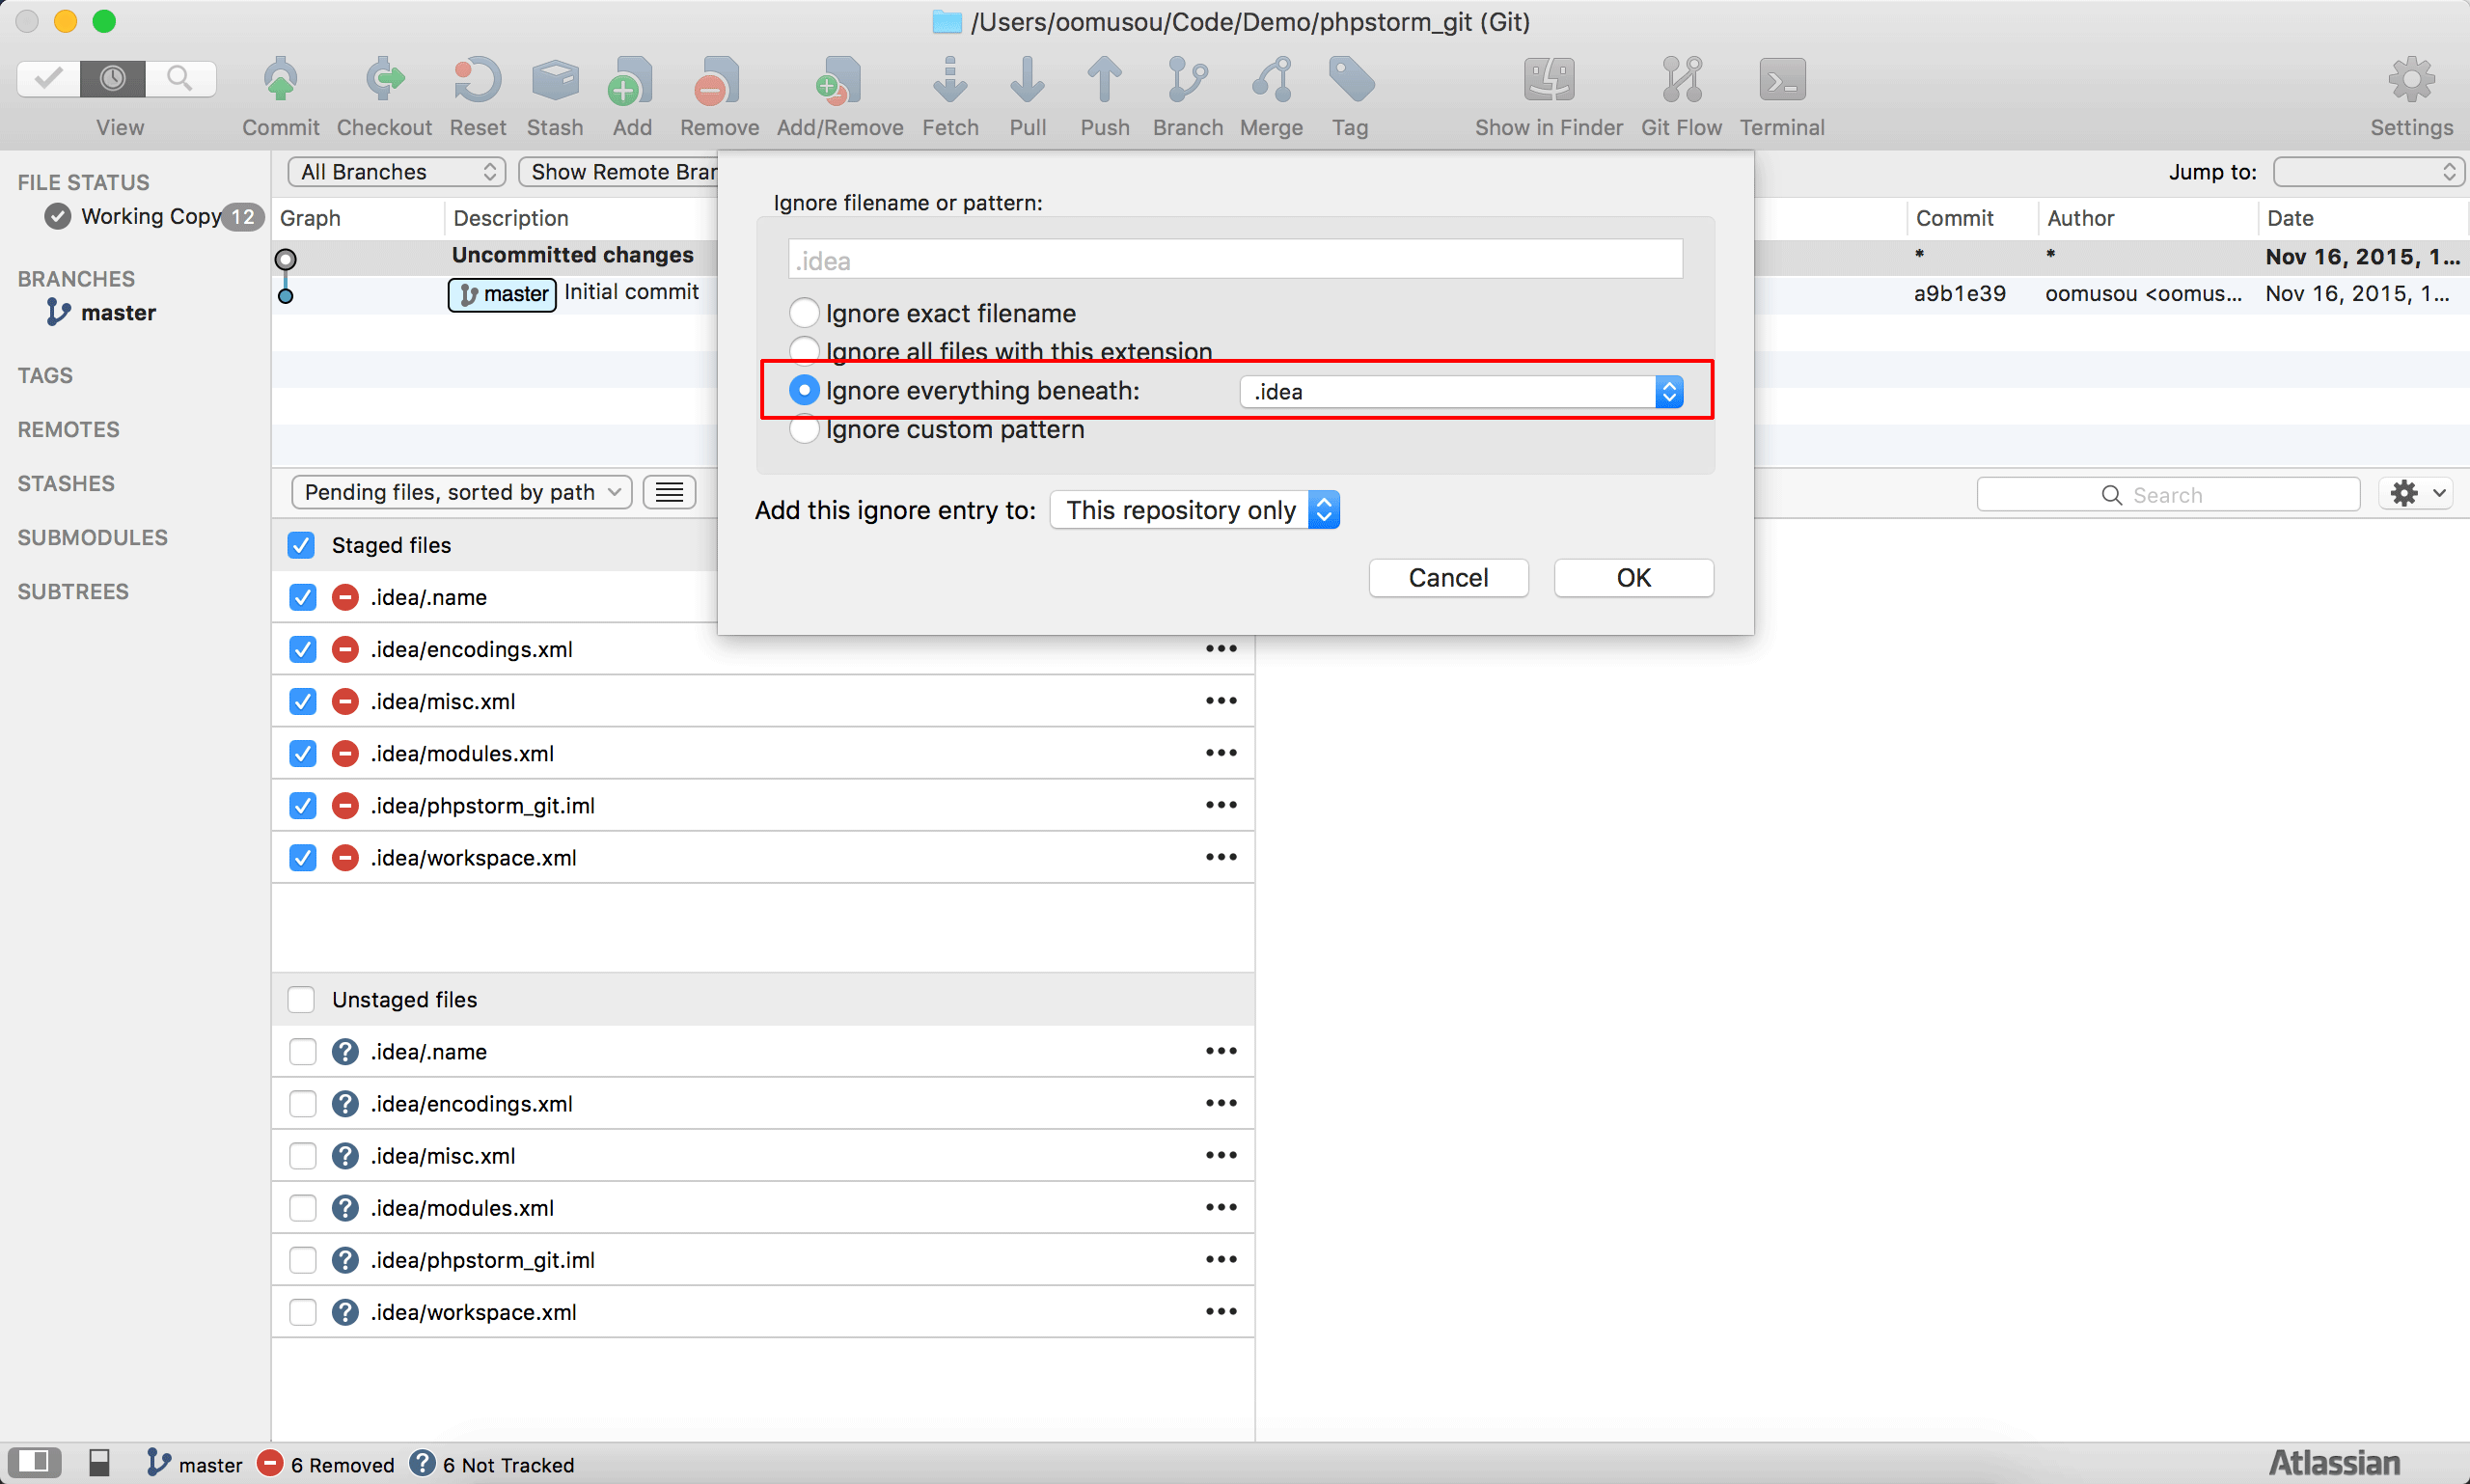 /Users/oomusou/Code/Demo/phpstorm_git (Git)
View
Commit
Checkout
Reset
Stash
Add
Remove
Add/Remove
Fetch
Pull
Push
Branch
Merge
Tag
Show in Finder
Git Flow
Terminal
Settings
FILE STATUS
Working Copy 12
BRANCHES
master
TAGS
REMOTES
STASHES
SUBMODULES
SUBTREES
All Branches
Show Remote Bran
Jump to:
Graph
Description
Commit
Author
Date
Uncommitted changes
*
*
Nov 16, 2015, 1...
master Initial commit
a9b1e39
oomusou <oomus...
Nov 16, 2015, 1...
Ignore filename or pattern:
.idea
Ignore exact filename
Ignore all files with this extension
Ignore everything beneath:
.idea
Ignore custom pattern
Add this ignore entry to:
This repository only
Cancel
OK
Pending files, sorted by path
Search
Staged files
.idea/.name
.idea/encodings.xml
.idea/misc.xml
.idea/modules.xml
.idea/phpstorm_git.iml
.idea/workspace.xml
Unstaged files
.idea/.name
.idea/encodings.xml
.idea/misc.xml
.idea/modules.xml
.idea/phpstorm_git.iml
.idea/workspace.xml
master
6 Removed
6 Not Tracked
Atlassian